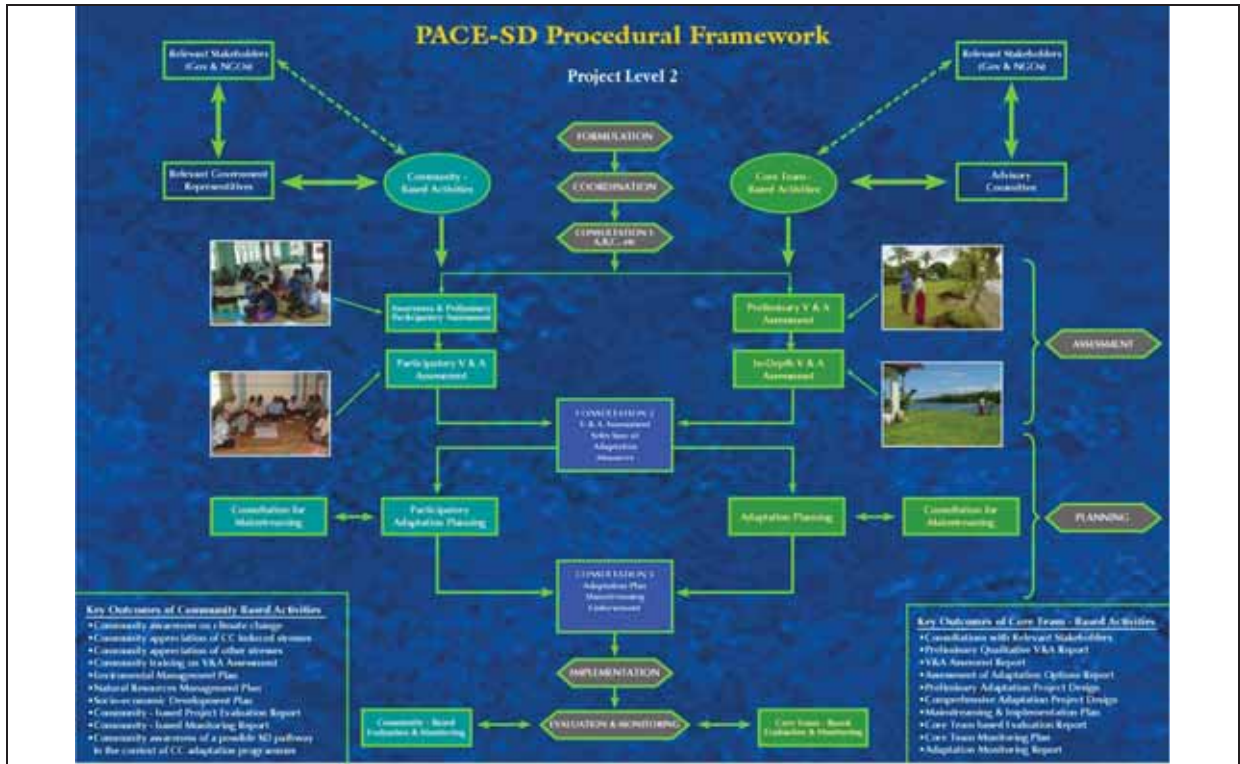 PACE-SD Procedural Framework
Project Level 2
Relevant Stakeholders
(Gov & NGOs)
Relevant Stakeholders
(Gov & NGOs)
FORMULATION
Relevant Government
Representatives
Community -
Based Activities
COORDINATION
Core Team -
Based Activities
Advisory
Committee
CONSULTATION 1
A,B,C.. etc
Awareness & Preliminary
Participatory Assessment
Preliminary V & A
Assessment
ASSESSMENT
Participatory V & A
Assessment
In-Depth V & A
Assessment
CONSULTATION 2
V & A Assessment
Selection of
Adaptation
Measures
Consultation for
Mainstreaming
Participatory
Adaptation Planning
Adaptation Planning
Consultation for
Mainstreaming
PLANNING
CONSULTATION 3
Adaptation Plan
Mainstreaming
Endorsement
Key Outcomes of Community Based Activities
•Community awareness on climate change
•Community appreciation of CC induced stresses
•Community appreciation of other stresses
•Community training on V&A Assessment
•Enviromental Management Plan
•Natural Resources Management Plan
•Socio-economic Development Plan
•Community - based Project Evaluation Report
•Community - based Monitoring Report
•Community awareness of a possible SD pathway
in the context of CC adaptation programmes
Key Outcomes of Core Team - Based Activities
•Consultations with Relevant Stakeholders
•Preliminary Qualitative V&A Report
•V&A Assessment Report
•Assessment of Adaptation Options Report
•Preliminary Adaptation Project Design
•Comprehensive Adaptation Project Design
•Mainstreaming & Implementation Plan
•Core Team based Evaluation Report
•Core Team Monitoring Plan
•Adaptation Monitoring Report
IMPLEMENTATION
Community - Based
Evaluation & Monitoring
EVALUATION & MONITORING
Core Team - Based
Evaluation & Monitoring